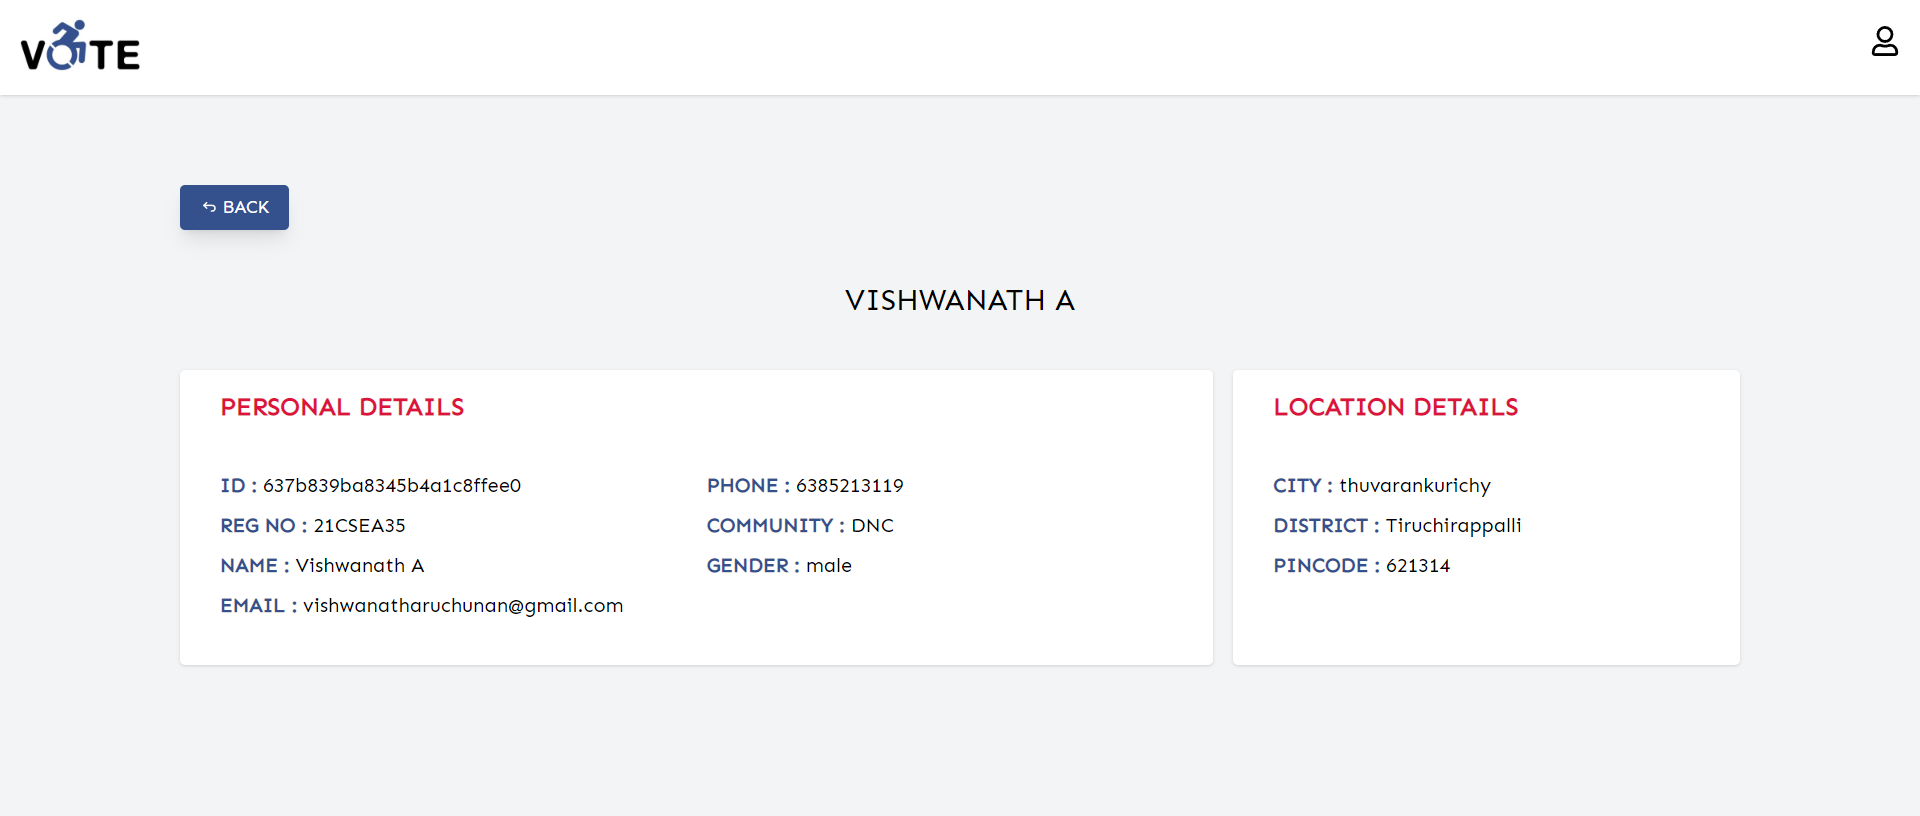 VOTE
BACK
VISHWANATH A
PERSONAL DETAILS
ID : 637b839ba8345b4a1c8ffee0
REG NO : 21CSEA35
NAME : Vishwanath A
EMAIL : vishwanatharuchunan@gmail.com
PHONE : 6385213119
COMMUNITY : DNC
GENDER : male
LOCATION DETAILS
CITY : thuvarankurichy
DISTRICT : Tiruchirappalli
PINCODE : 621314